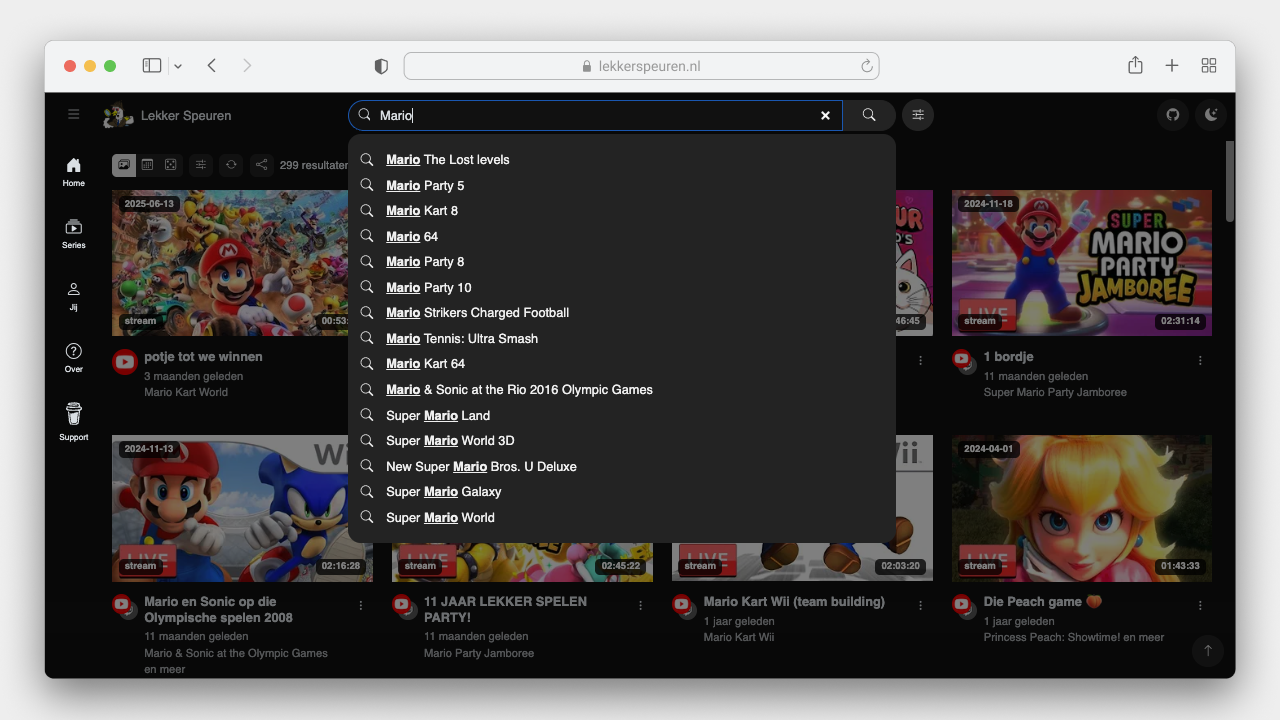 lekkerspeuren.nl
Lekker Speuren
Mario
299 resultaten
Home
Series
Jij
Over
Support
Mario The Lost levels
Mario Party 5
Mario Kart 8
Mario 64
Mario Party 8
Mario Party 10
Mario Strikers Charged Football
Mario Tennis: Ultra Smash
Mario Kart 64
Mario & Sonic at the Rio 2016 Olympic Games
Super Mario Land
Super Mario World 3D
New Super Mario Bros. U Deluxe
Super Mario Galaxy
Super Mario World
2025-06-13
stream
00:53:
potje tot we winnen
3 maanden geleden
Mario Kart World
46:45
2024-11-18
SUPER
MARIO
PARTY
JAMBOREE
LIVE
stream
02:31:14
1 bordje
11 maanden geleden
Super Mario Party Jamboree
2024-11-13
LIVE
stream
02:16:28
Mario en Sonic op die
Olympische spelen 2008
11 maanden geleden
Mario & Sonic at the Olympic Games
en meer
LIVE
stream
02:45:22
11 JAAR LEKKER SPELEN
PARTY!
11 maanden geleden
Mario Party Jamboree
LIVE
stream
02:03:20
Mario Kart Wii (team building)
1 jaar geleden
Mario Kart Wii
2024-04-01
LIVE
stream
01:43:33
Die Peach game 🍑
1 jaar geleden
Princess Peach: Showtime! en meer